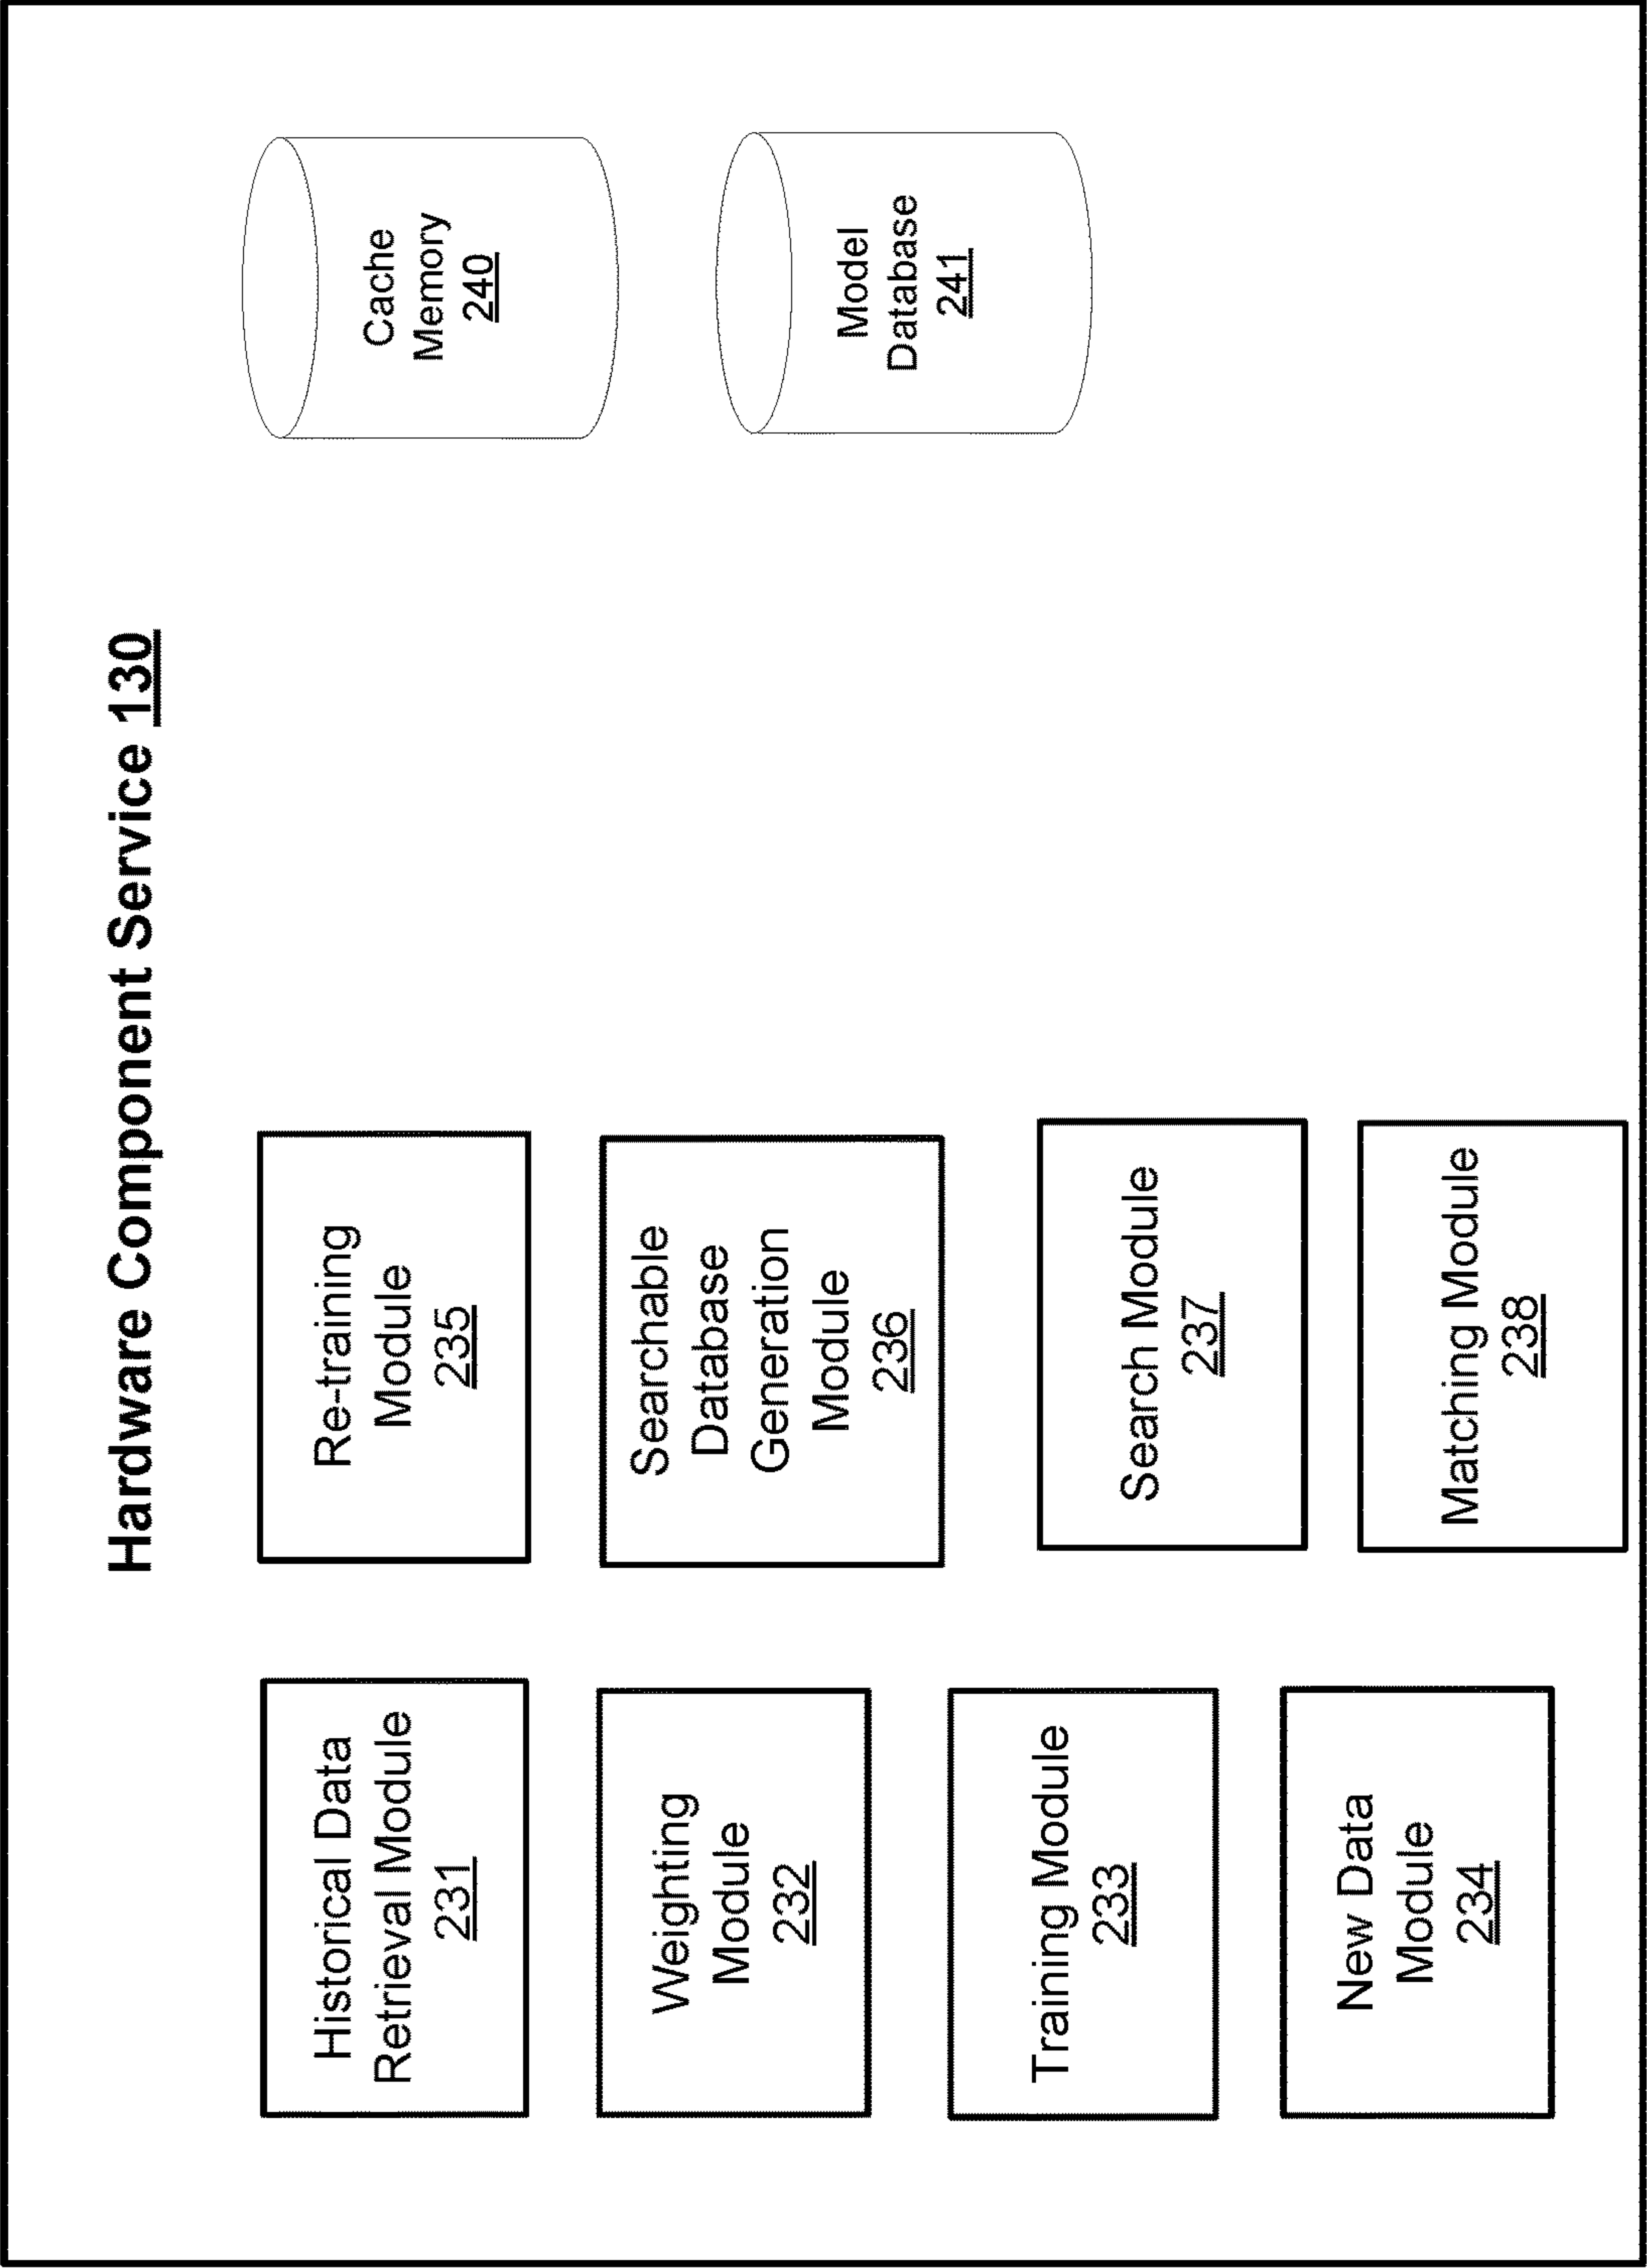 Hardware Component Service 130
Historical Data
Retrieval Module
231
Weighting
Module
232
Training Module
233
New Data
Module
234
Re-training
Module
235
Searchable
Database
Generation
Module
236
Search Module
237
Matching Module
238
Cache
Memory
240
Model
Database
241